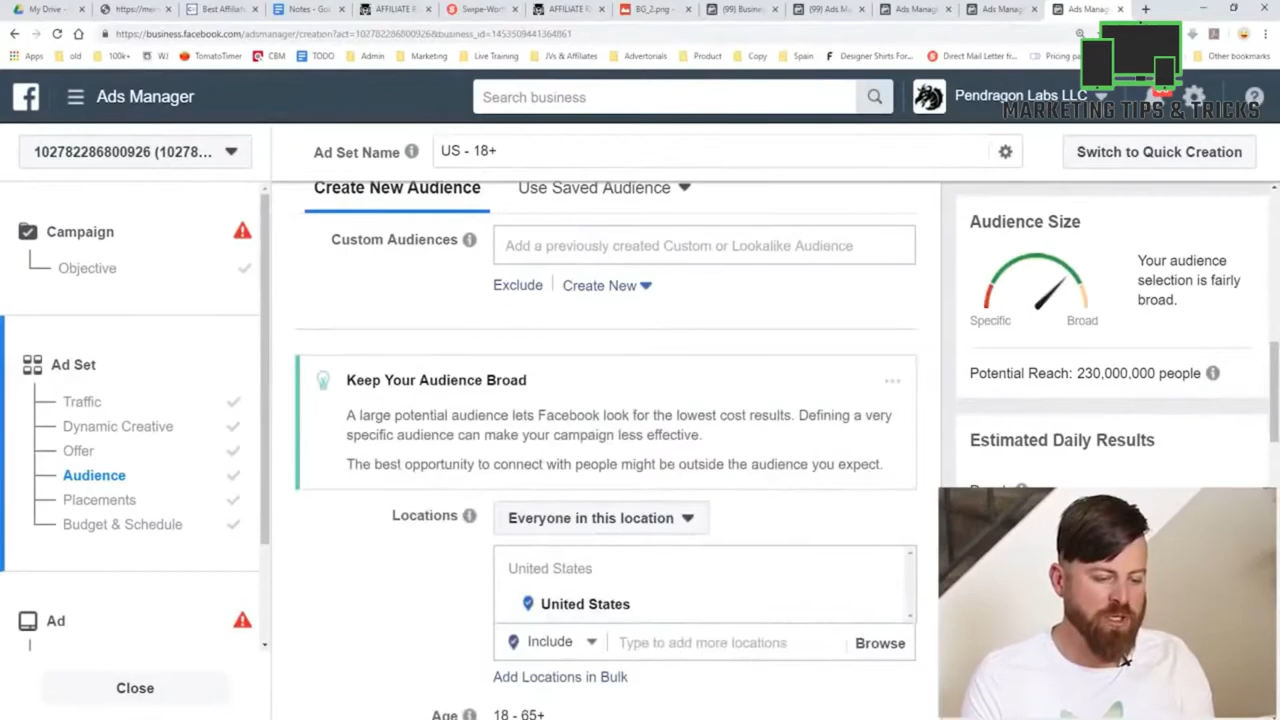 My Drive -
https://mer
Best Affiliat
Notes - Goo
AFFILIATE R
Swipe-Wort
AFFILIATE R
BG_2.png -
(99) Busine
(99) Ads M
Ads Manag
Ads Manag
Ads Manag
https://business.facebook.com/adsmanager/creation?act=102782286800926&business_id=1453509441364861
Apps
old
100k+
WJ
TomatoTimer
CBM
TODO
Admin
Marketing
Live Training
JVs & Affiliates
Advertorials
Product
Copy
Spain
Designer Shirts For...
Direct Mail Letter fr...
Pricing pa
Other bookmarks
Ads Manager
Search business
Pendragon Labs LLC
MARKETING TIPS & TRICKS
102782286800926 (10278...
Ad Set Name
US - 18+
Switch to Quick Creation
Campaign
Objective
Ad Set
Traffic
Dynamic Creative
Offer
Audience
Placements
Budget & Schedule
Ad
Close
Create New Audience
Use Saved Audience
Custom Audiences
Add a previously created Custom or Lookalike Audience
Exclude
Create New
Keep Your Audience Broad
A large potential audience lets Facebook look for the lowest cost results. Defining a very
specific audience can make your campaign less effective.
The best opportunity to connect with people might be outside the audience you expect.
Locations
Everyone in this location
United States
United States
Include
Type to add more locations
Browse
Add Locations in Bulk
Age
18 - 65+
Audience Size
Your audience
selection is fairly
broad.
Specific
Broad
Potential Reach: 230,000,000 people
Estimated Daily Results